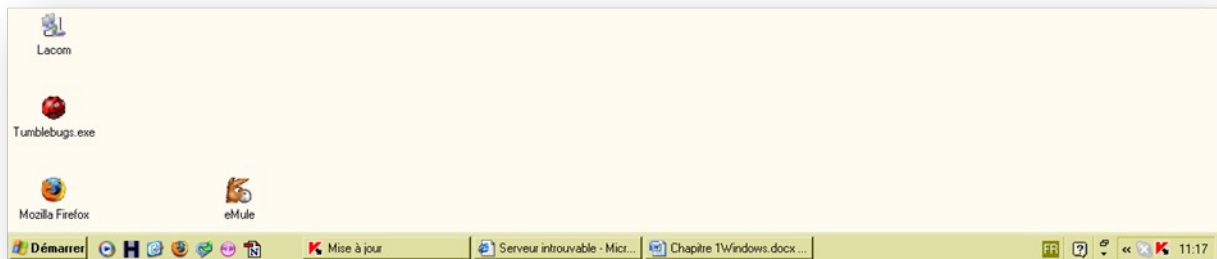 Lacom
Tumblebugs.exe
Mozilla Firefox
eMule
Démarrer
Mise à jour
Serveur introuvable - Micr...
Chapitre 1Windows.docx ...
FR
11:17